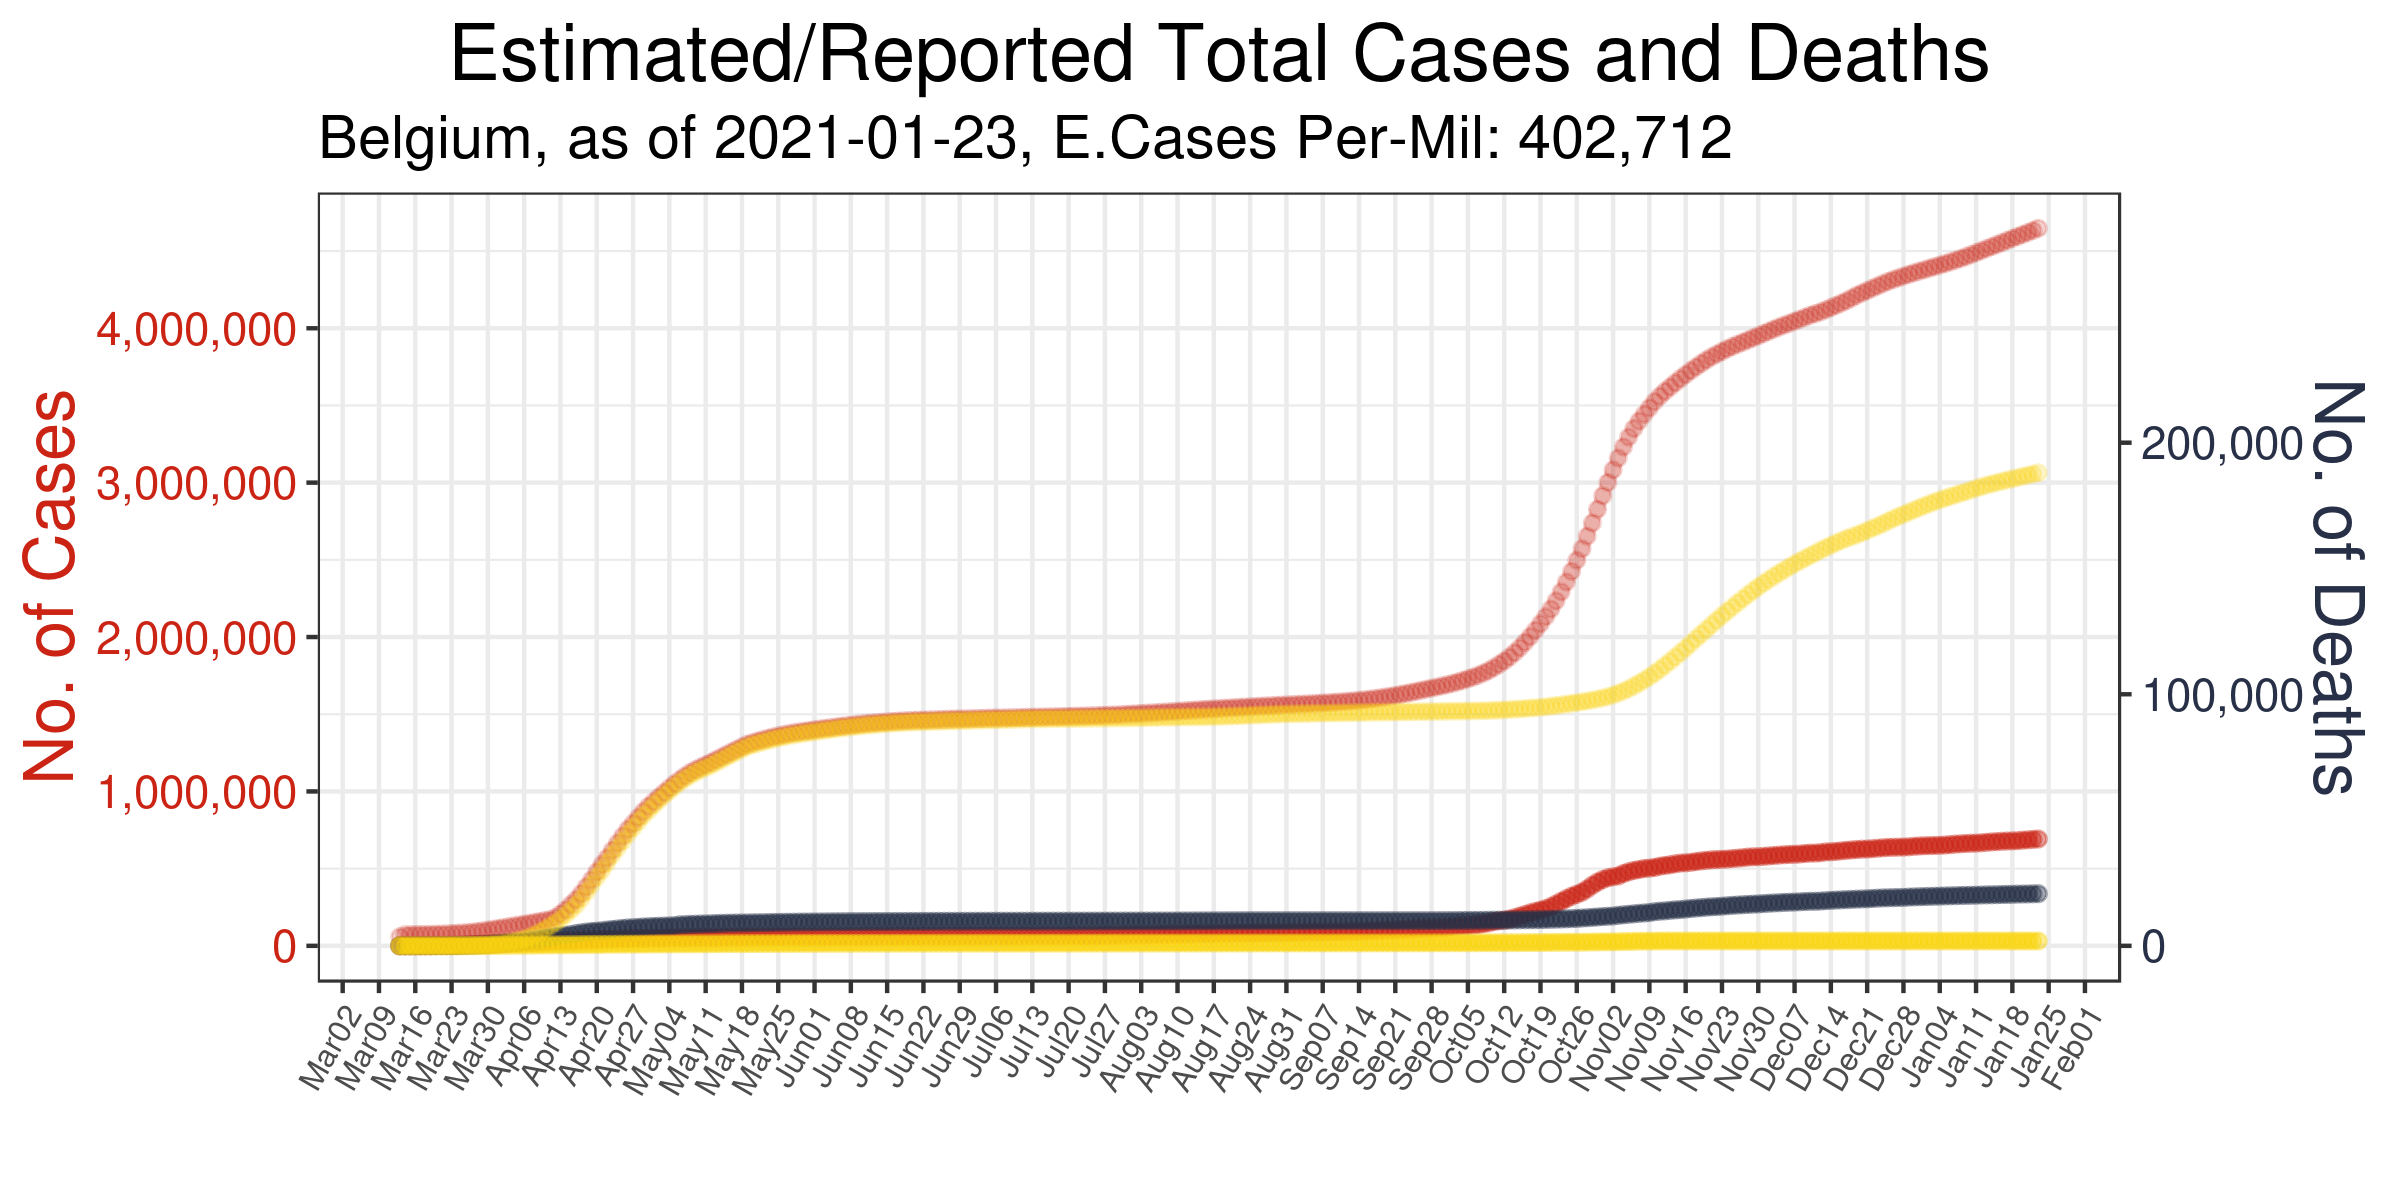 Estimated/Reported Total Cases and Deaths
Belgium, as of 2021-01-23, E.Cases Per-Mil: 402,712
No. of Cases
4,000,000
3,000,000
2,000,000
1,000,000
0
200,000
100,000
0
No. of Deaths
Mar02
Mar09
Mar16
Mar23
Mar30
Apr06
Apr13
Apr20
Apr27
May04
May11
May18
May25
Jun01
Jun08
Jun15
Jun22
Jun29
Jul06
Jul13
Jul20
Jul27
Aug03
Aug10
Aug17
Aug24
Aug31
Sep07
Sep14
Sep21
Sep28
Oct05
Oct12
Oct19
Oct26
Nov02
Nov09
Nov16
Nov23
Nov30
Dec07
Dec14
Dec21
Dec28
Jan04
Jan11
Jan18
Jan25
Feb01